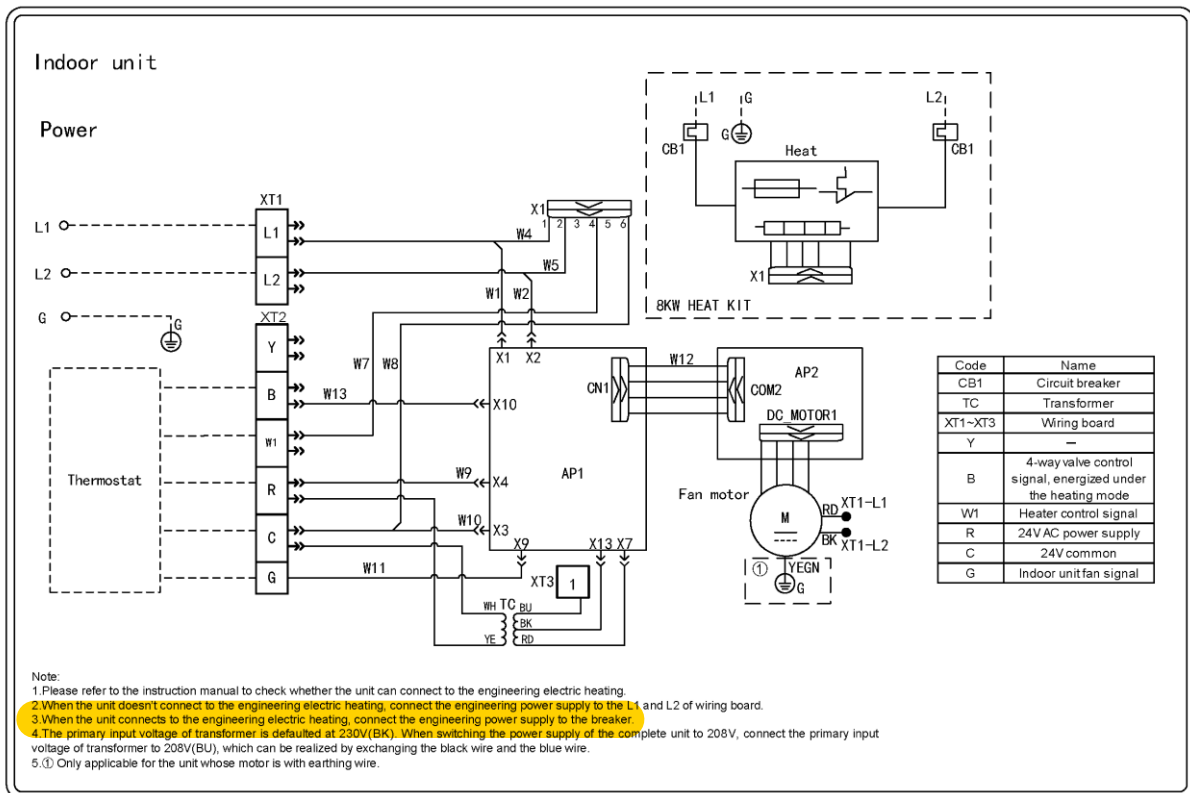 Indoor unit
Power
L1
L2
G
G
XT1
L1
L2
XT2
Y
B
W1
R
C
G
Thermostat
W13
W7
W8
W9
W10
W11
W4
W5
W1
W2
X1
1 2 3 4 5 6
X1 X2
X10
X4
X3
X9
X13 X7
AP1
CN1
W12
COM2
AP2
DC_MOTOR1
Fan motor
M
RD XT1-L1
BK XT1-L2
① YEGN
G
XT3
1
WH TC BU
BK
YE RD
L1 G L2
CB1 G CB1
Heat
X1
8KW HEAT KIT
Code Name
CB1 Circuit breaker
TC Transformer
XT1~XT3 Wiring board
Y —
B 4-way valve control
signal, energized under
the heating mode
W1 Heater control signal
R 24V AC power supply
C 24V common
G Indoor unit fan signal
Note:
1.Please refer to the instruction manual to check whether the unit can connect to the engineering electric heating.
2.When the unit doesn't connect to the engineering electric heating, connect the engineering power supply to the L1 and L2 of wiring board.
3.When the unit connects to the engineering electric heating, connect the engineering power supply to the breaker.
4.The primary input voltage of transformer is defaulted at 230V(BK). When switching the power supply of the complete unit to 208V, connect the primary input
voltage of transformer to 208V(BU), which can be realized by exchanging the black wire and the blue wire.
5.① Only applicable for the unit whose motor is with earthing wire.